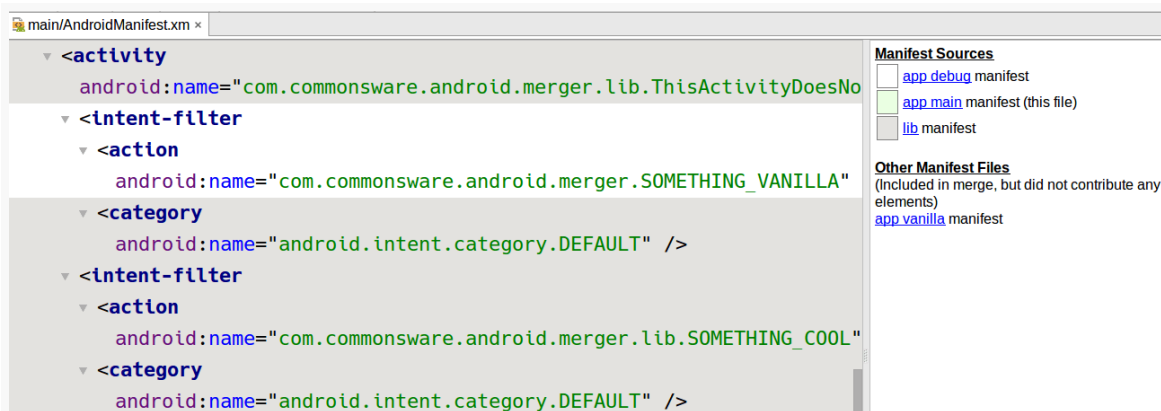 main/AndroidManifest.xm ×
<activity
android:name="com.commonsware.android.merger.lib.ThisActivityDoesNo
<intent-filter
<action
android:name="com.commonsware.android.merger.SOMETHING_VANILLA"
<category
android:name="android.intent.category.DEFAULT" />
<intent-filter
<action
android:name="com.commonsware.android.merger.lib.SOMETHING_COOL"
<category
android:name="android.intent.category.DEFAULT" />
Manifest Sources
app debug manifest
app main manifest (this file)
lib manifest
Other Manifest Files
(Included in merge, but did not contribute any
elements)
app vanilla manifest